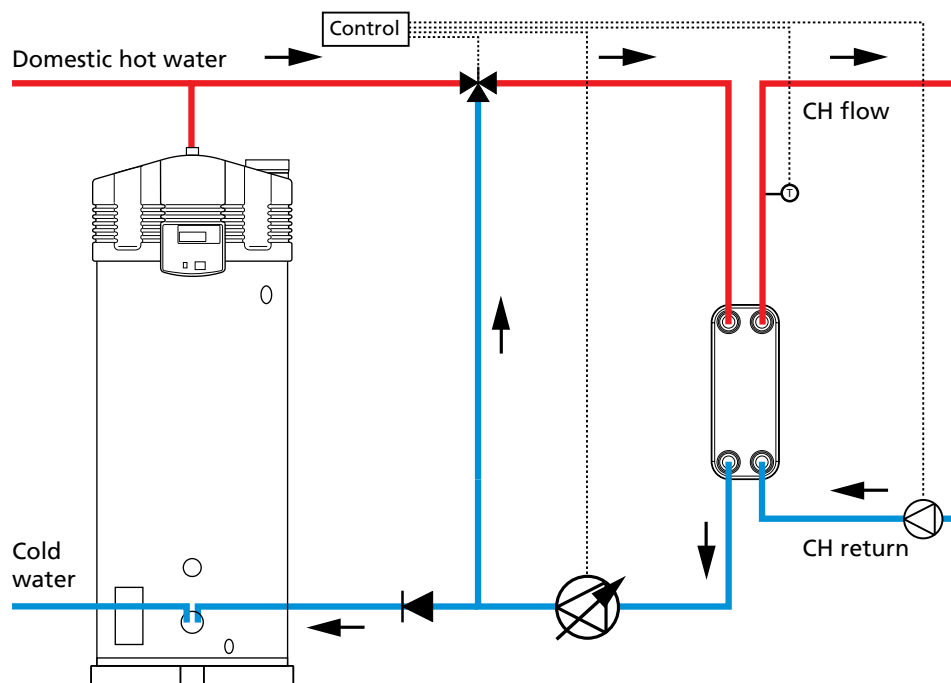 Control
Domestic hot water
CH flow
T
Cold
water
CH return